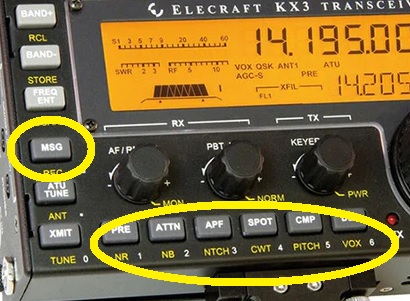 ELECRAFT KX3 TRANSCEI
BAND+
RCL
BAND-
STORE
FREQ ENT
MSG
REC
ATU TUNE
ANT
XMIT
TUNE 0
S1 3 5 7 9 20 40 60
SWR 2 3 RF 5 10
14.195.00
VOX QSK ANT1 ATU
AGC-S PRE
XFIL
FL1
14.205
RX
TX
AF/
PBT
KEYER
MON
NORM
PWR
PRE
ATTN
APF
SPOT
CMP
TX
NR 1
NB 2
NTCH 3
CWT 4
PITCH 5
VOX 6